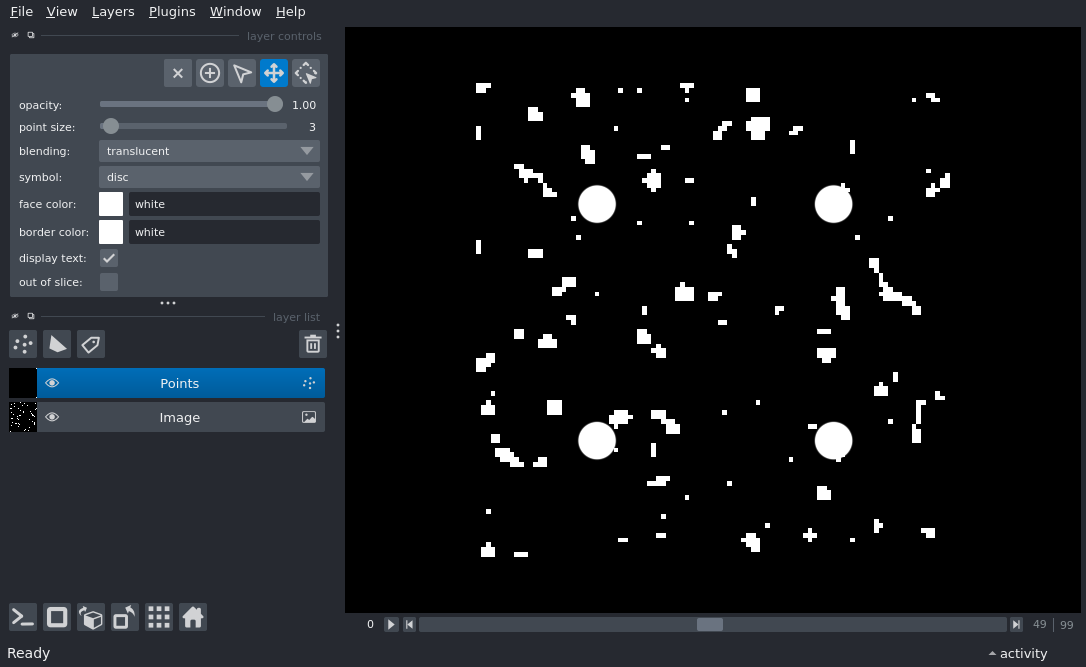 File View Layers Plugins Window Help
layer controls
opacity: 1.00
point size: 3
blending: translucent
symbol: disc
face color: white
border color: white
display text:
out of slice:
layer list
Points
Image
0 49 | 99
Ready activity